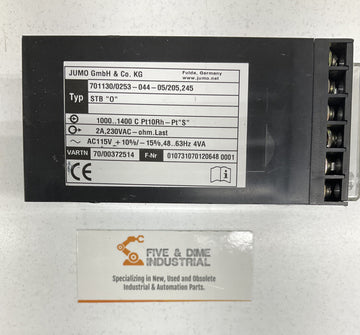 JUMO GmbH & Co. KG
Fulda, Germany
www.jumo.net
Typ
701130/0253-044-05/205,245
STB "O"
1000..1400 C Pt10Rh-Pt"S"
2A,230VAC-ohm.Last
AC115V +10%/-15%,48..63Hz 4VA
VARTN 70/00372514 F-Nr 010731070120648 0001
CE
i
FIVE & DIME
INDUSTRIAL
Specializing in New, Used and Obsolete
Industrial & Automation Parts.